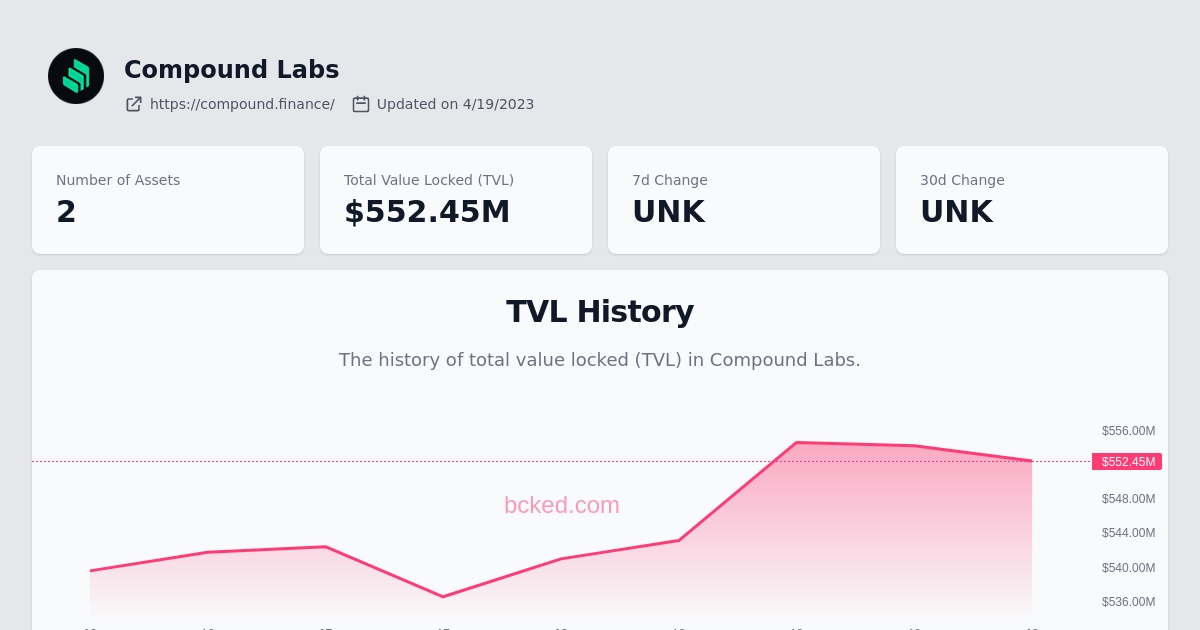 Compound Labs
https://compound.finance/ Updated on 4/19/2023
Number of Assets
2
Total Value Locked (TVL)
$552.45M
7d Change
UNK
30d Change
UNK
TVL History
The history of total value locked (TVL) in Compound Labs.
bcked.com
$556.00M
$552.45M
$548.00M
$544.00M
$540.00M
$536.00M